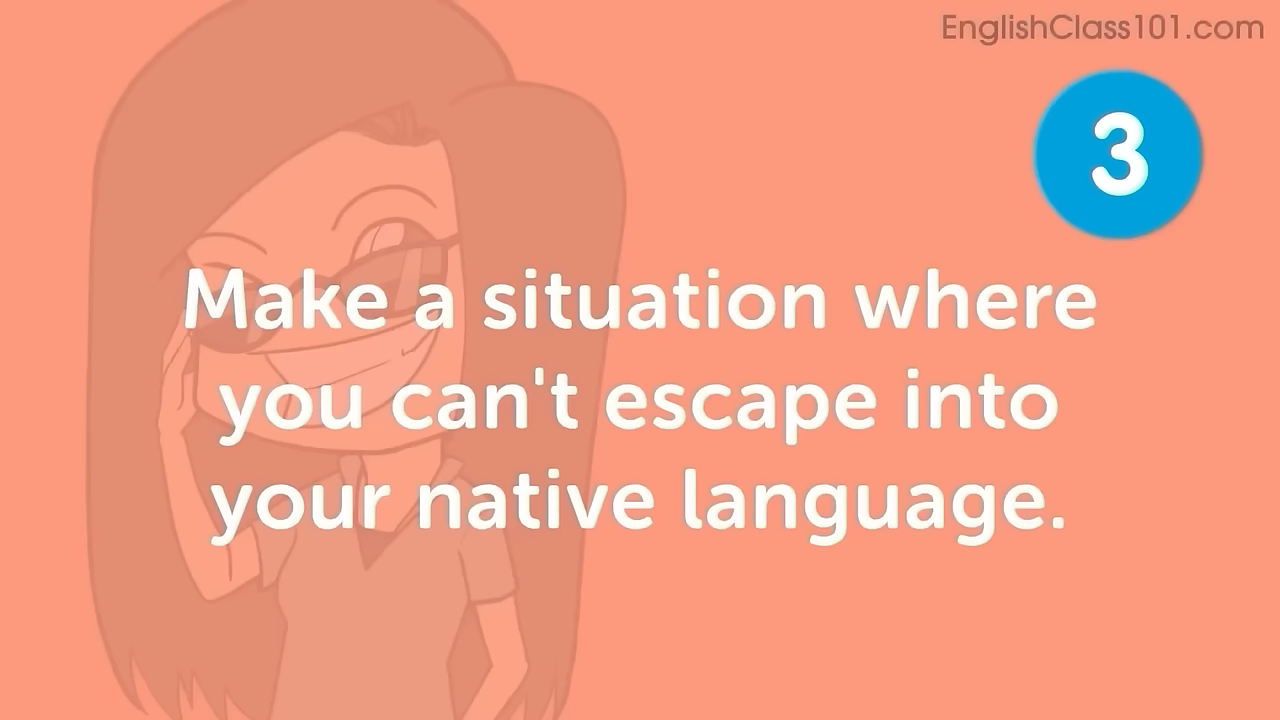 EnglishClass101.com
3
Make a situation where
you can't escape into
your native language.